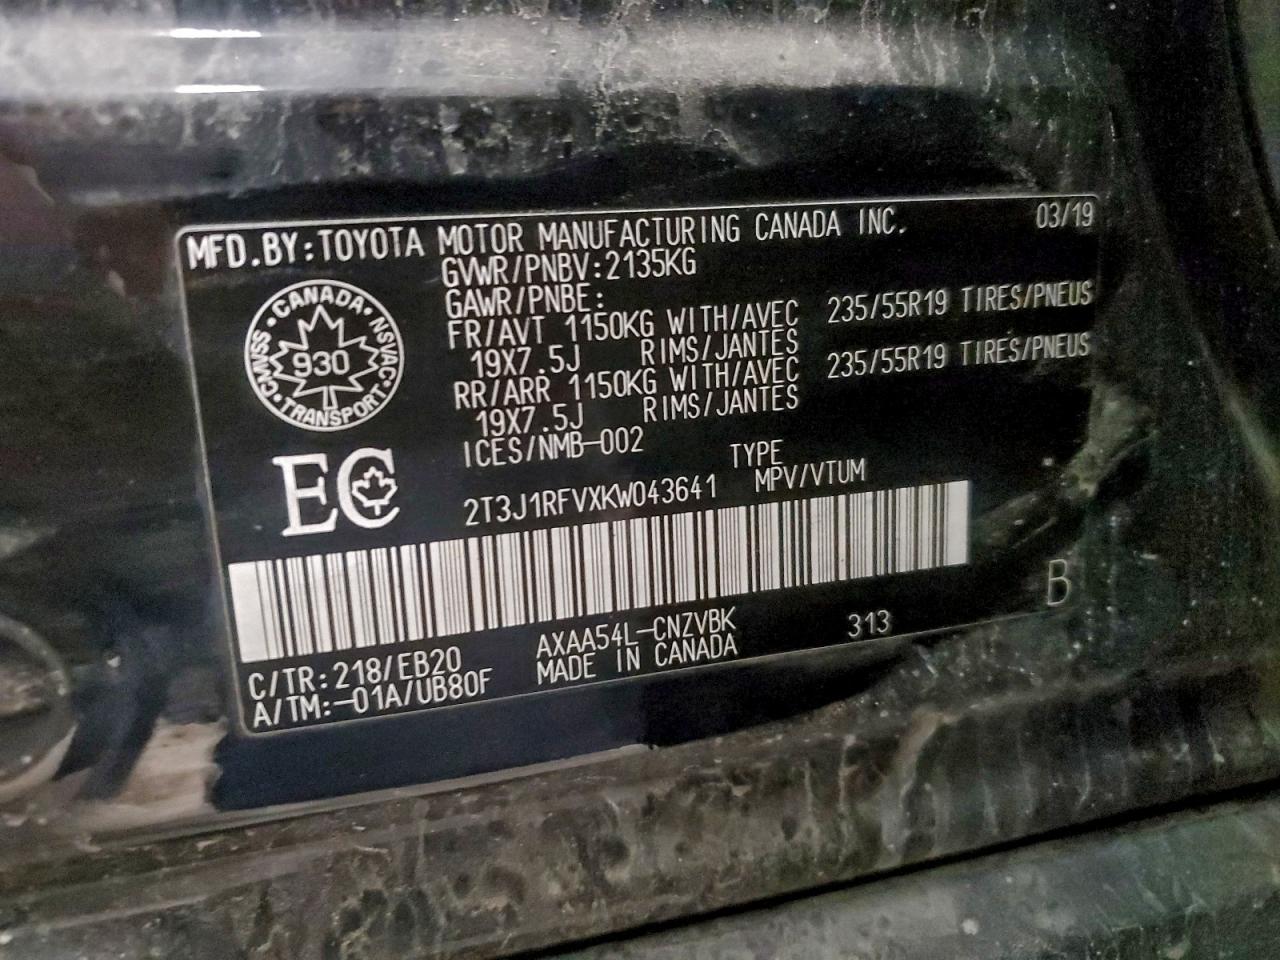 MFD.BY:TOYOTA MOTOR MANUFACTURING CANADA INC. 03/19
GVWR/PNBV:2135KG
GAWR/PNBE:
FR/AVT 1150KG WITH/AVEC 235/55R19 TIRES/PNEUS
19X7.5J RIMS/JANTES
RR/ARR 1150KG WITH/AVEC 235/55R19 TIRES/PNEUS
19X7.5J RIMS/JANTES
ICES/NMB-002
CANADA
CMVSS NSVAC
930
TRANSPORT
EC
TYPE
2T3J1RFVXKW043641 MPV/VTUM
C/TR:218/EB20 AXAA54L-CNZVBK 313 B
A/TM:-01A/UB80F MADE IN CANADA